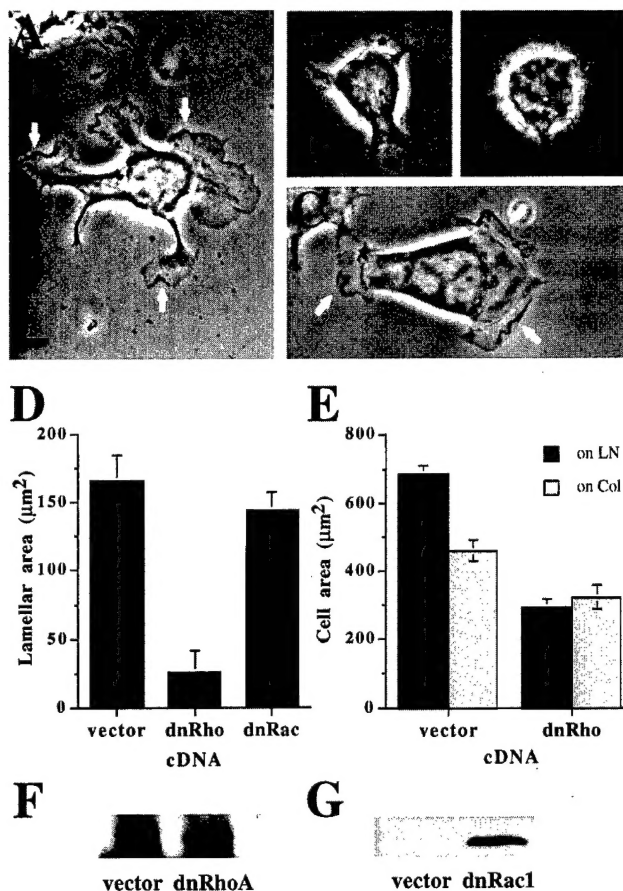 A
C
D
E
Lamellar area (μm²)
200
150
100
50
0
vector dnRho dnRac
cDNA
Cell area (μm²)
800
600
400
200
0
on LN
on Col
vector dnRho
cDNA
F
G
vector dnRhoA
vector dnRac1